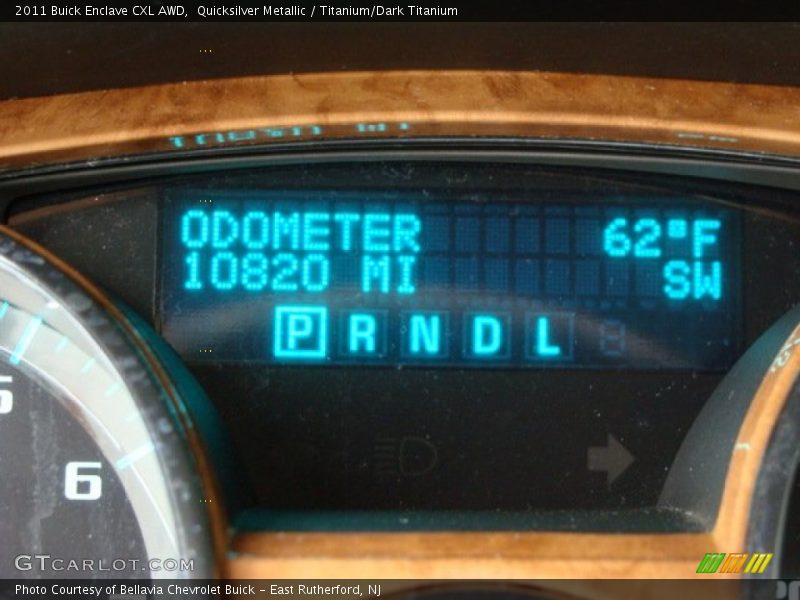 2011 Buick Enclave CXL AWD,  Quicksilver Metallic / Titanium/Dark Titanium
ODOMETER 62°F
10820 MI SW
P R N D L
5
6
GTCARLOT.COM
Photo Courtesy of Bellavia Chevrolet Buick - East Rutherford, NJ